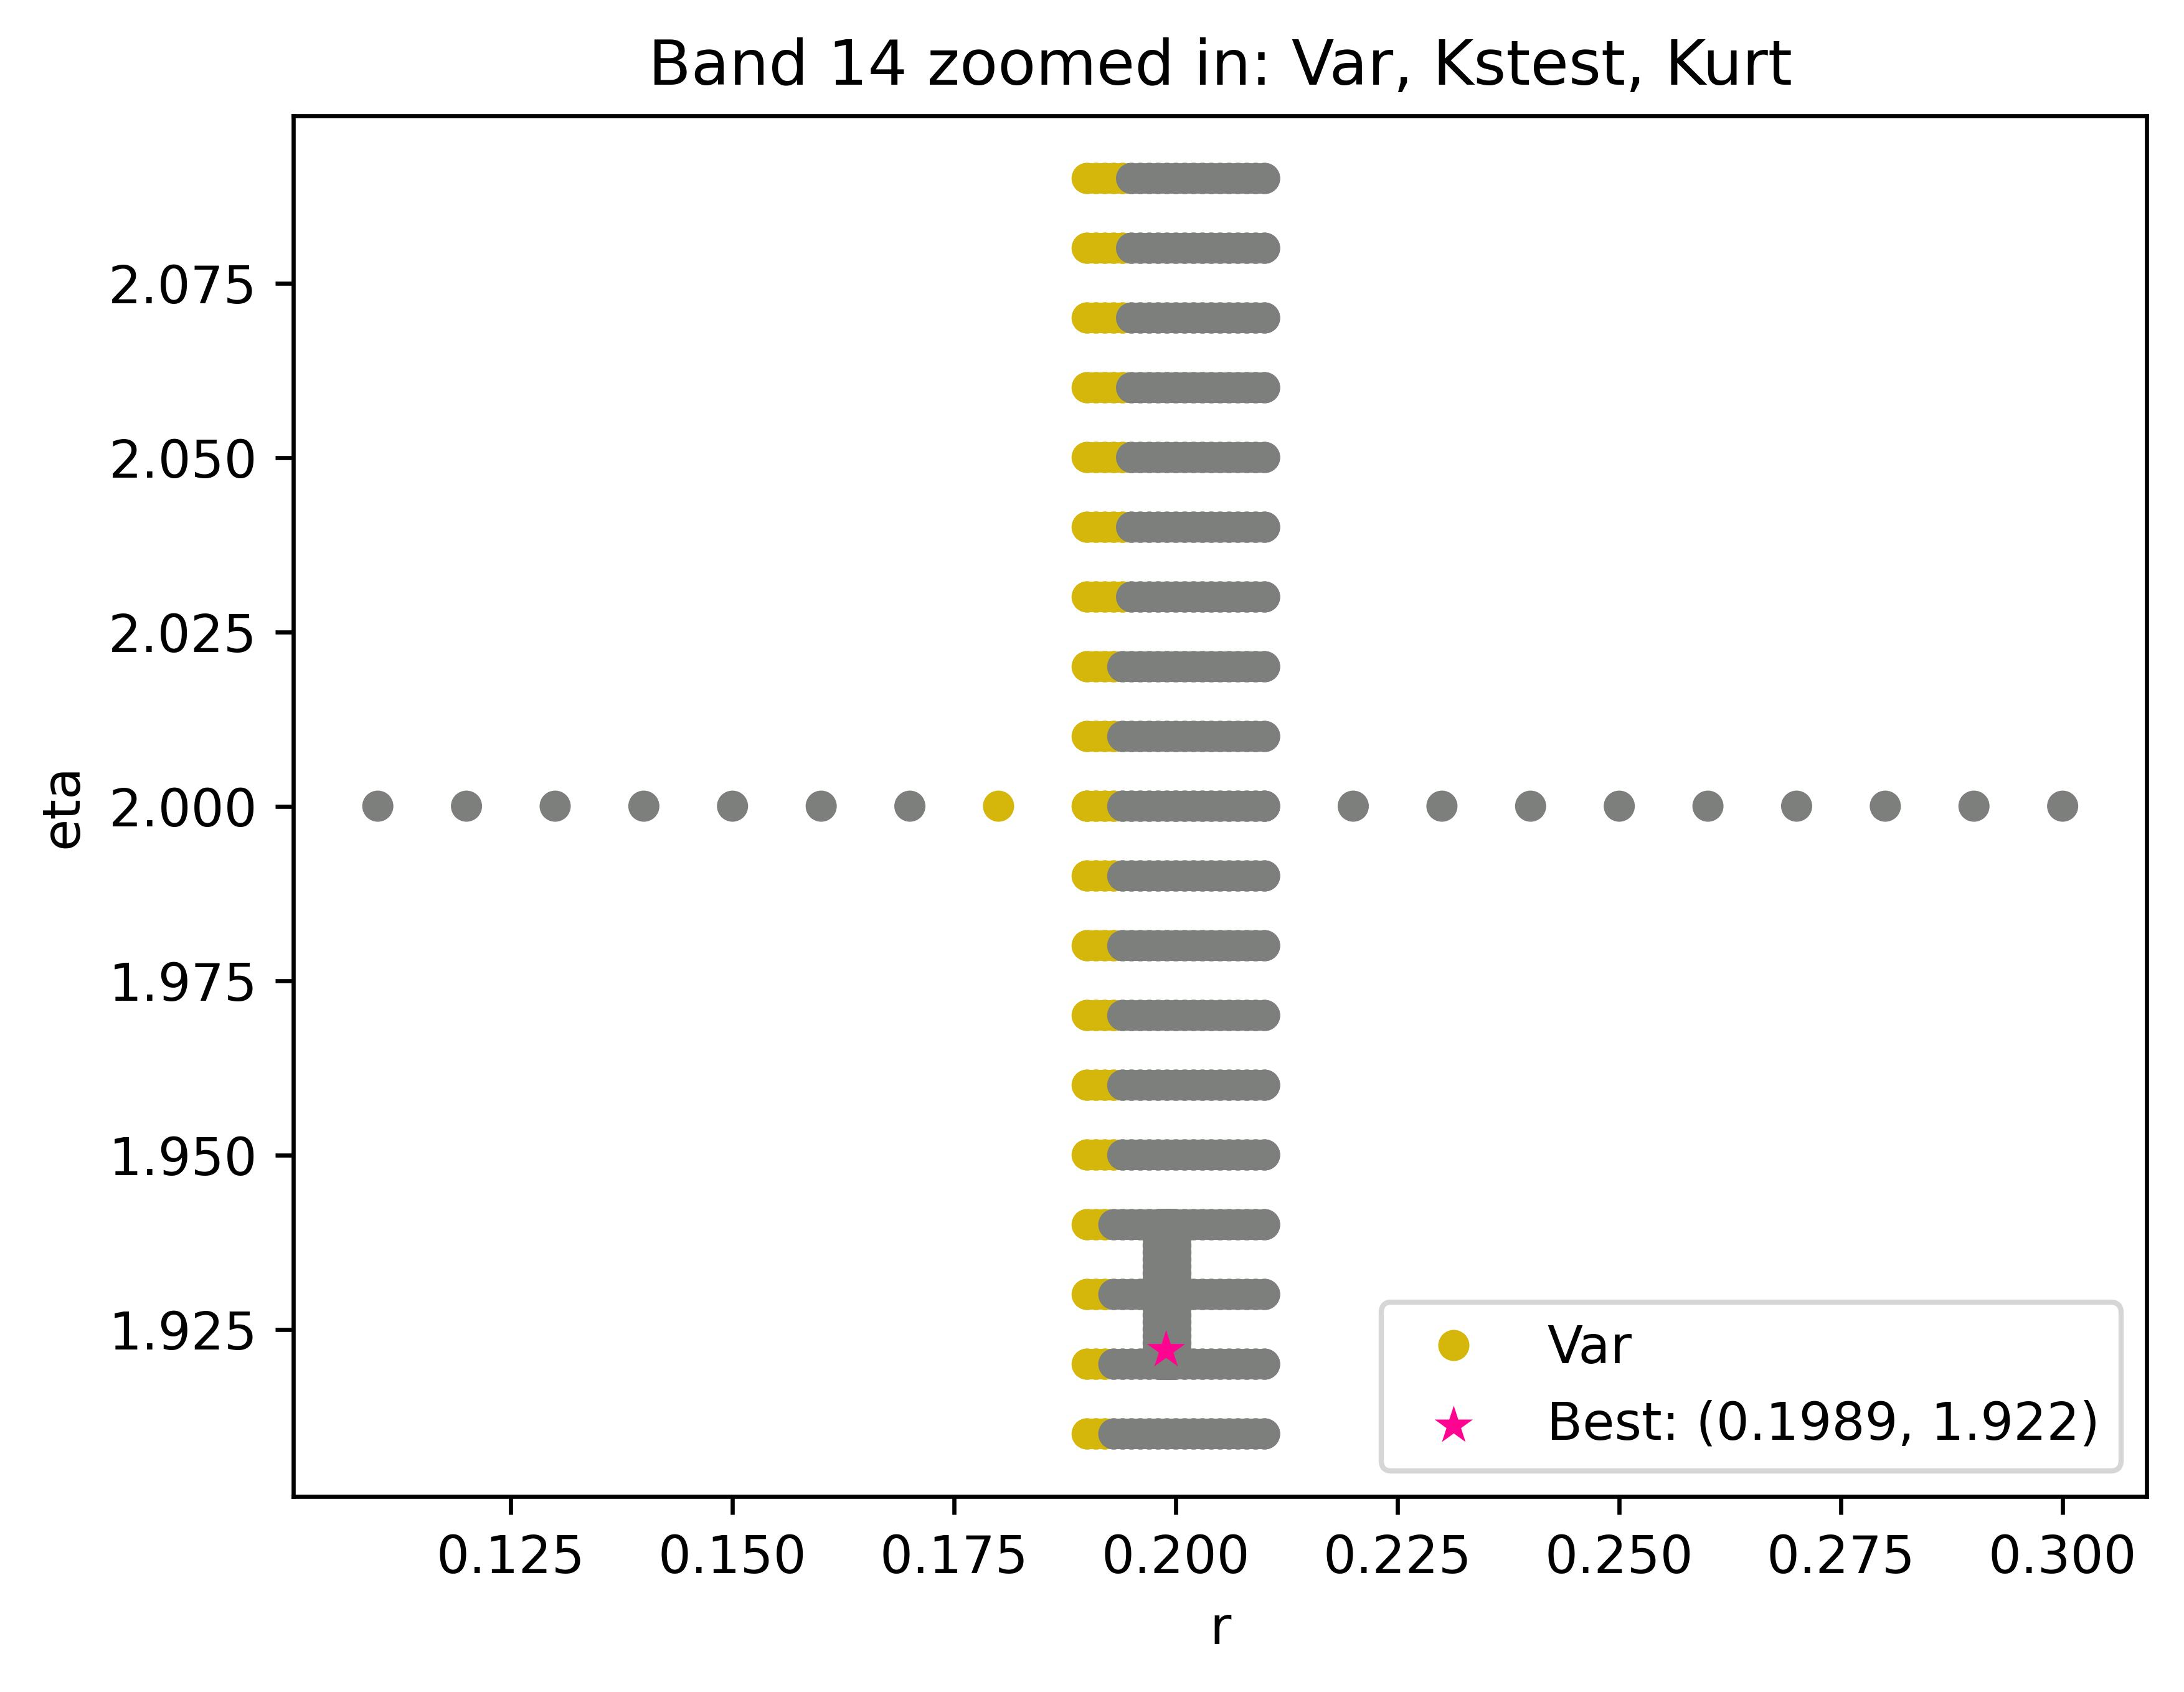 Band 14 zoomed in: Var, Kstest, Kurt
eta
2.075
2.050
2.025
2.000
1.975
1.950
1.925
Var
Best: (0.1989, 1.922)
0.125 0.150 0.175 0.200 0.225 0.250 0.275 0.300
r